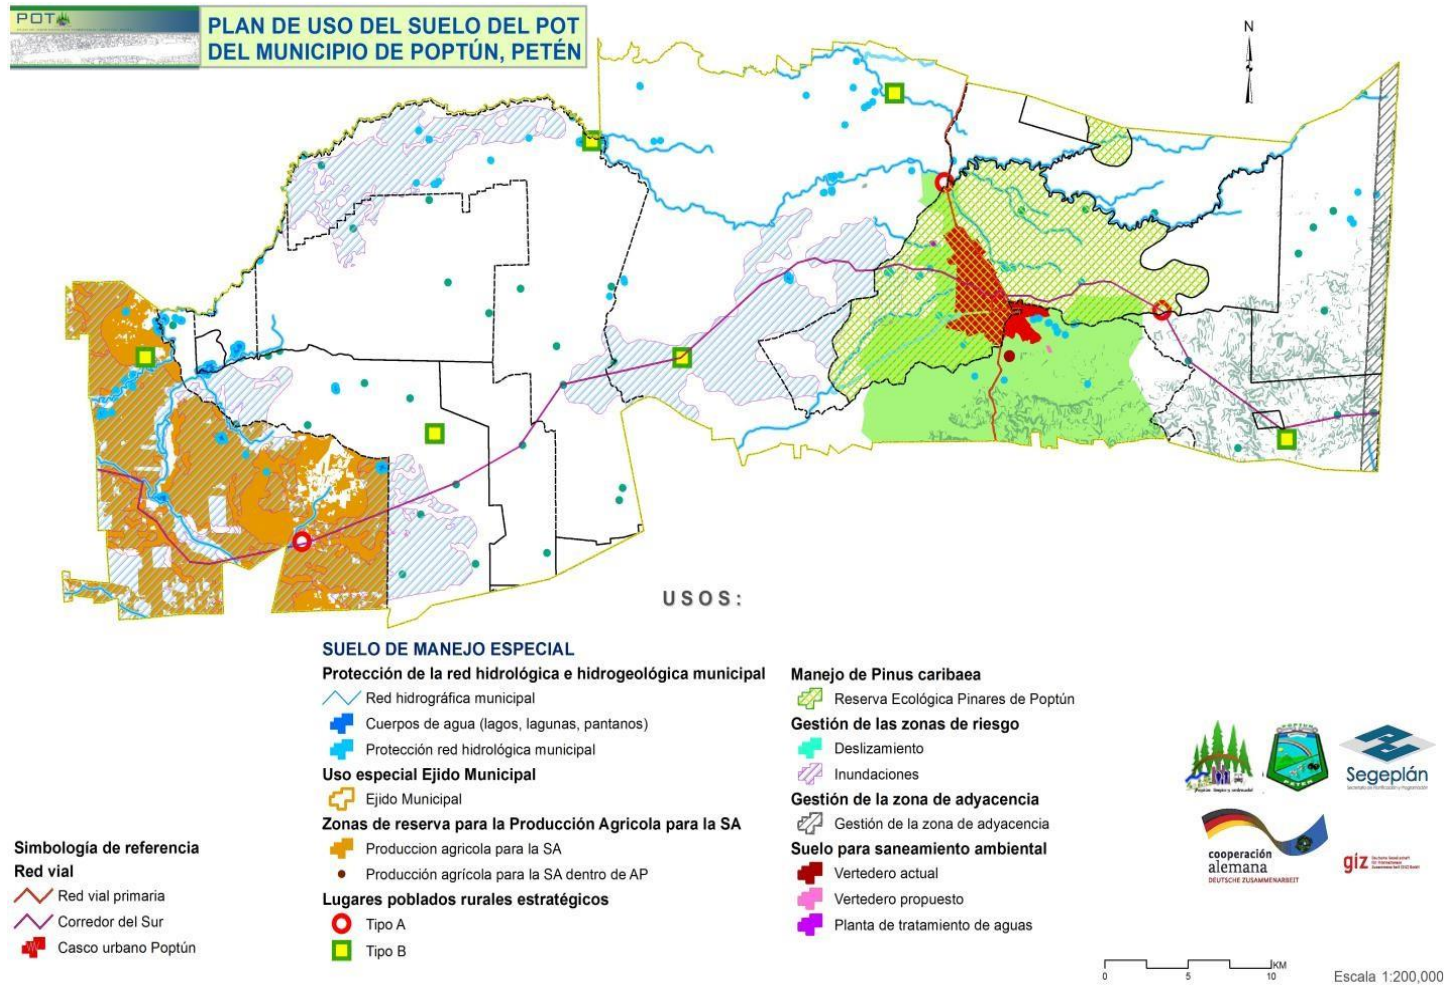 POT
PLAN DE USO DEL SUELO DEL POT
DEL MUNICIPIO DE POPTÚN, PETÉN
N
USOS:
SUELO DE MANEJO ESPECIAL
Protección de la red hidrológica e hidrogeológica municipal
Red hidrográfica municipal
Cuerpos de agua (lagos, lagunas, pantanos)
Protección red hidrológica municipal
Uso especial Ejido Municipal
Ejido Municipal
Zonas de reserva para la Producción Agricola para la SA
Produccion agricola para la SA
Producción agrícola para la SA dentro de AP
Lugares poblados rurales estratégicos
Tipo A
Tipo B
Manejo de Pinus caribaea
Reserva Ecológica Pinares de Poptún
Gestión de las zonas de riesgo
Deslizamiento
Inundaciones
Gestión de la zona de adyacencia
Gestión de la zona de adyacencia
Suelo para saneamiento ambiental
Vertedero actual
Vertedero propuesto
Planta de tratamiento de aguas
Simbología de referencia
Red vial
Red vial primaria
Corredor del Sur
Casco urbano Poptún
Segeplán
cooperación
alemana
DEUTSCHE ZUSAMMENARBEIT
giz
KM
0 5 10
Escala 1:200,000